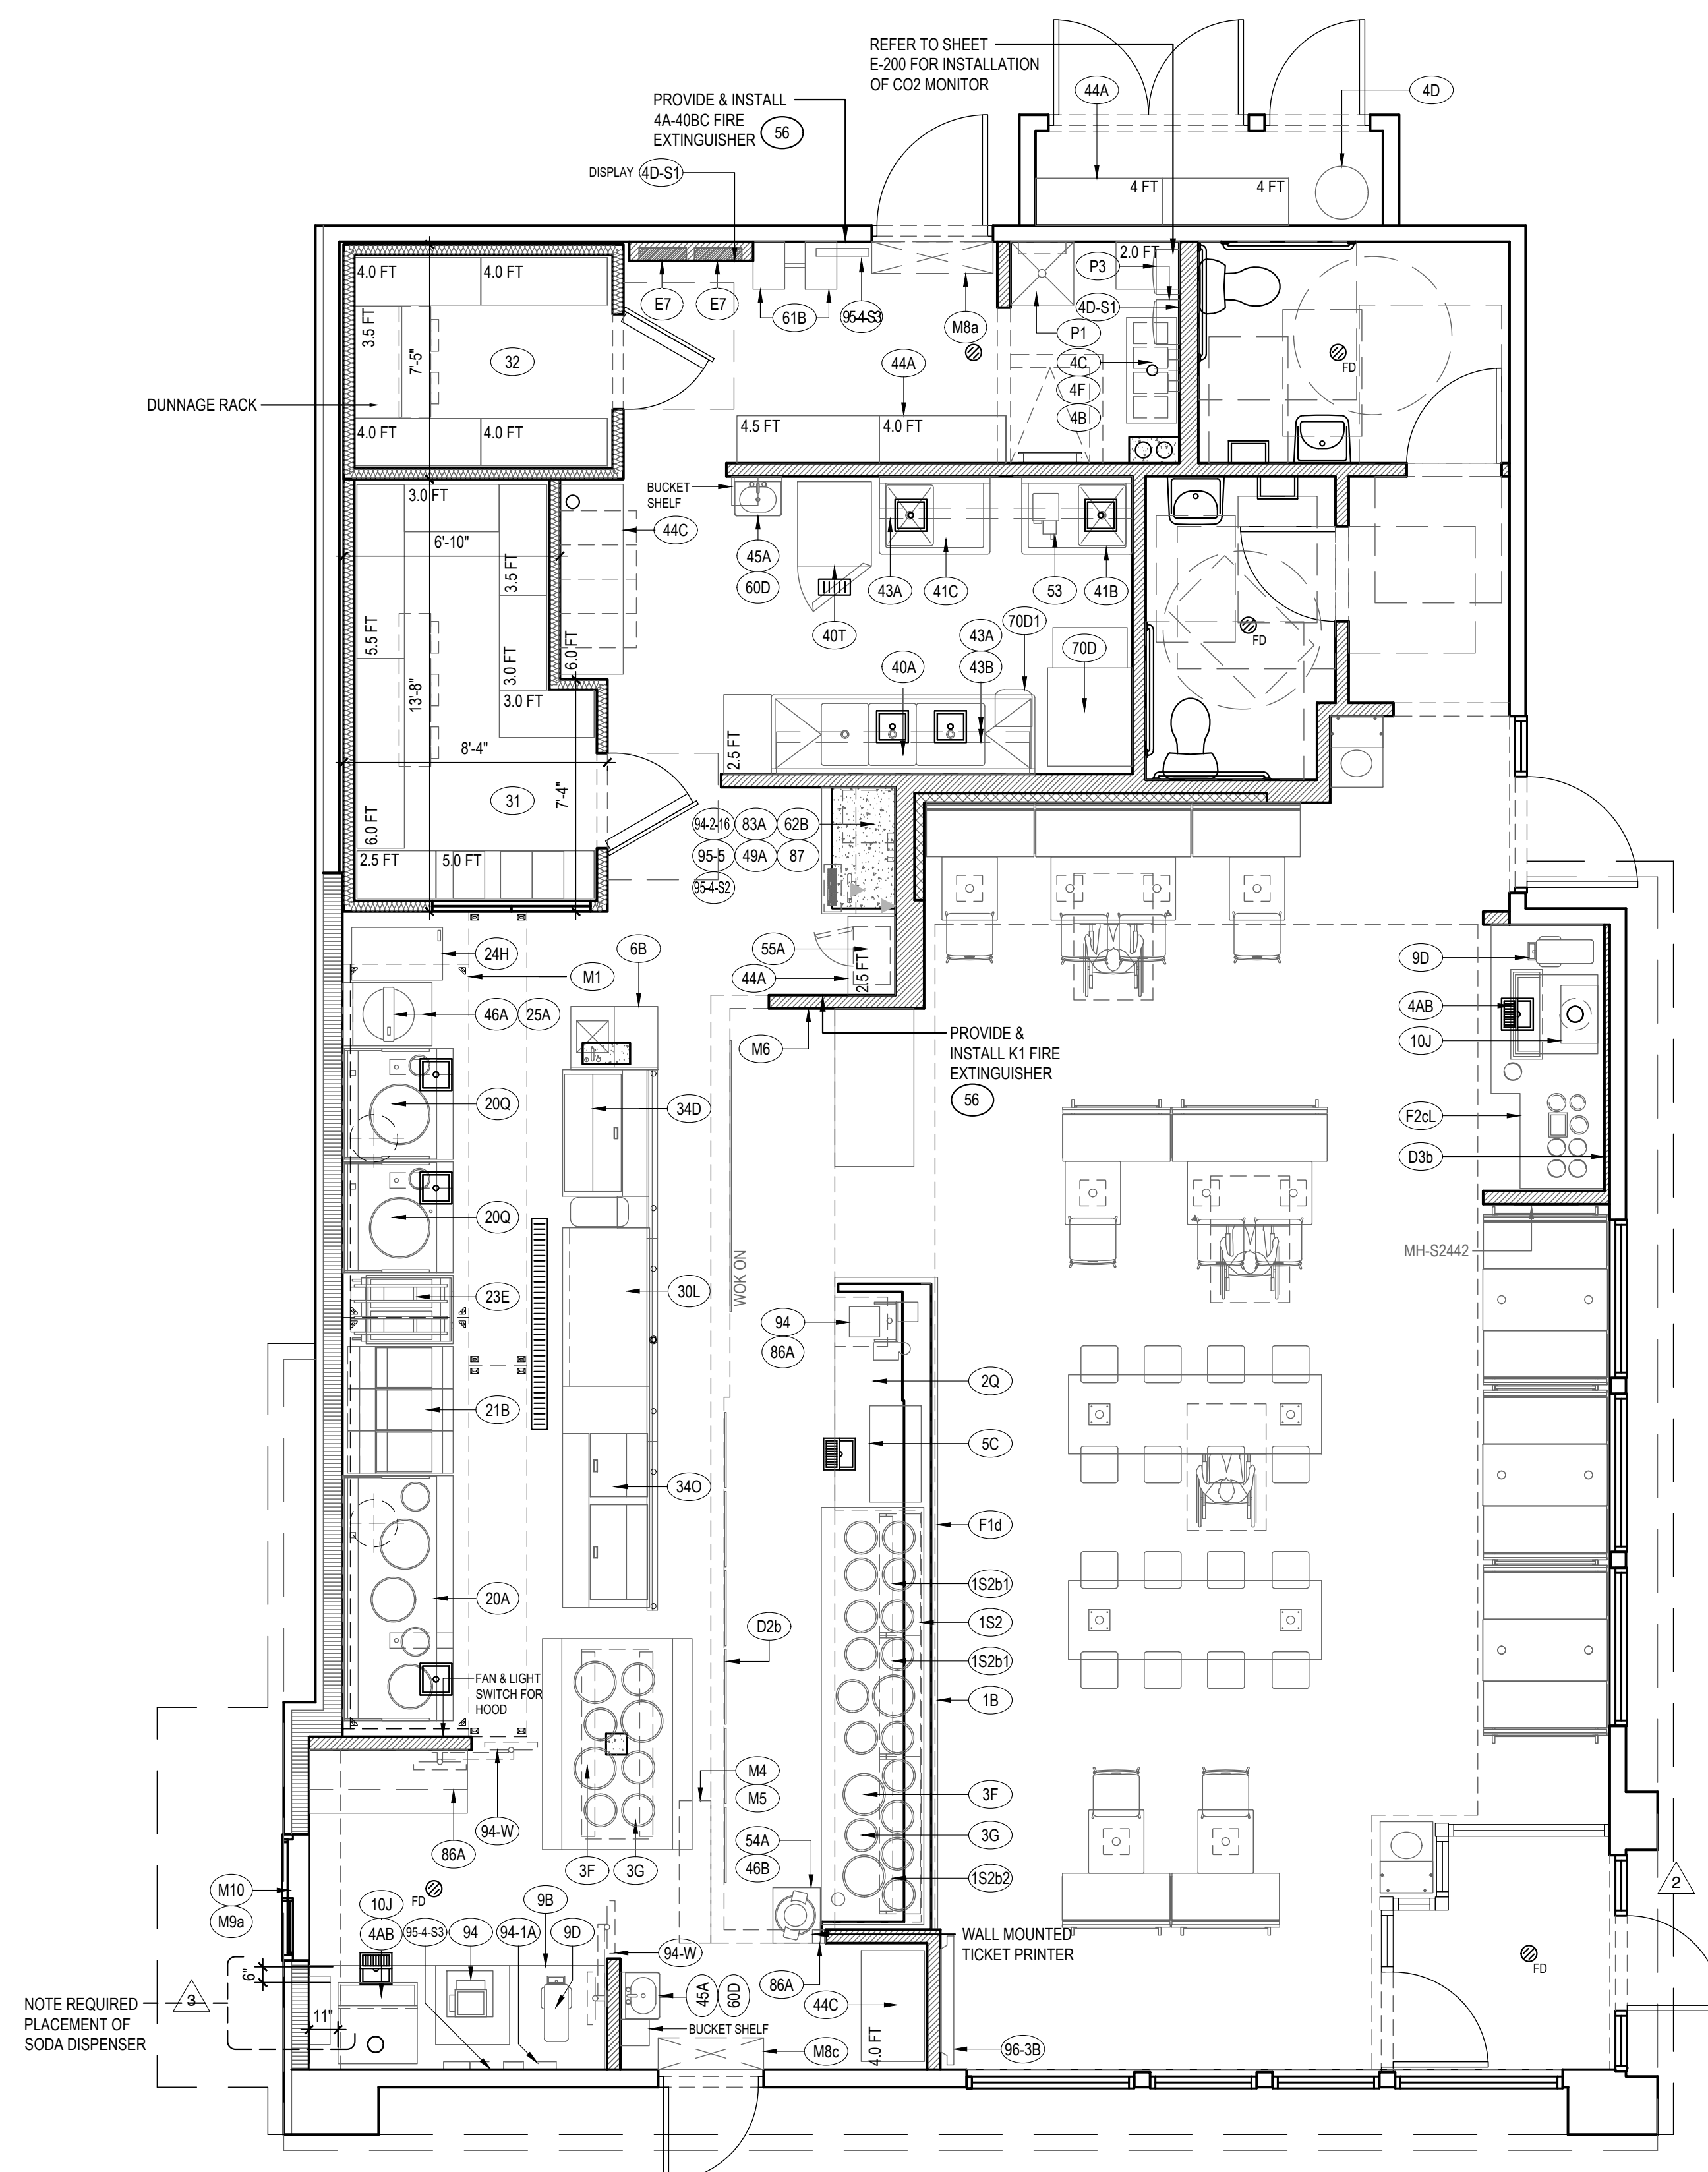 REFER TO SHEET
E-200 FOR INSTALLATION
OF CO2 MONITOR
44A
4D
PROVIDE & INSTALL
4A-40BC FIRE
EXTINGUISHER
56
DISPLAY
4D-S1
4 FT
4 FT
4.0 FT
4.0 FT
E7
E7
61B
95-4-S3
M8a
2.0 FT
P3
4D-S1
P1
4C
4F
4B
FD
3.5 FT
7'-5"
32
44A
DUNNAGE RACK
4.0 FT
4.0 FT
4.5 FT
4.0 FT
3.0 FT
BUCKET
SHELF
44C
6'-10"
45A
60D
3.5 FT
43A
41C
53
41B
40T
5.5 FT
3.0 FT
6.0 FT
43A
43B
70D1
70D
40A
FD
13'-8"
3.0 FT
8'-4"
2.5 FT
31
7'-4"
6.0 FT
94-2-16
83A
62B
95-5
49A
87
95-4-S2
2.5 FT
5.0 FT
24H
M1
6B
55A
44A
2.5 FT
9D
46A
25A
4AB
M6
10J
PROVIDE &
INSTALL K1 FIRE
EXTINGUISHER
56
20Q
34D
F2cL
D3b
20Q
MH-S2442
WOK ON
23E
30L
94
86A
2Q
21B
5C
34O
F1d
1S2b1
20A
1S2
D2b
1S2b1
FAN & LIGHT
SWITCH FOR
HOOD
1B
M4
M5
3F
94-W
54A
46B
3G
86A
3F
3G
1S2b2
M10
M9a
FD
10J
4AB
95-4-S3
94
94-1A
9B
9D
WALL MOUNTED
TICKET PRINTER
94-W
86A
2
FD
6"
3
NOTE REQUIRED
PLACEMENT OF
SODA DISPENSER
11"
45A
60D
44C
BUCKET SHELF
M8c
4.0 FT
96-3B